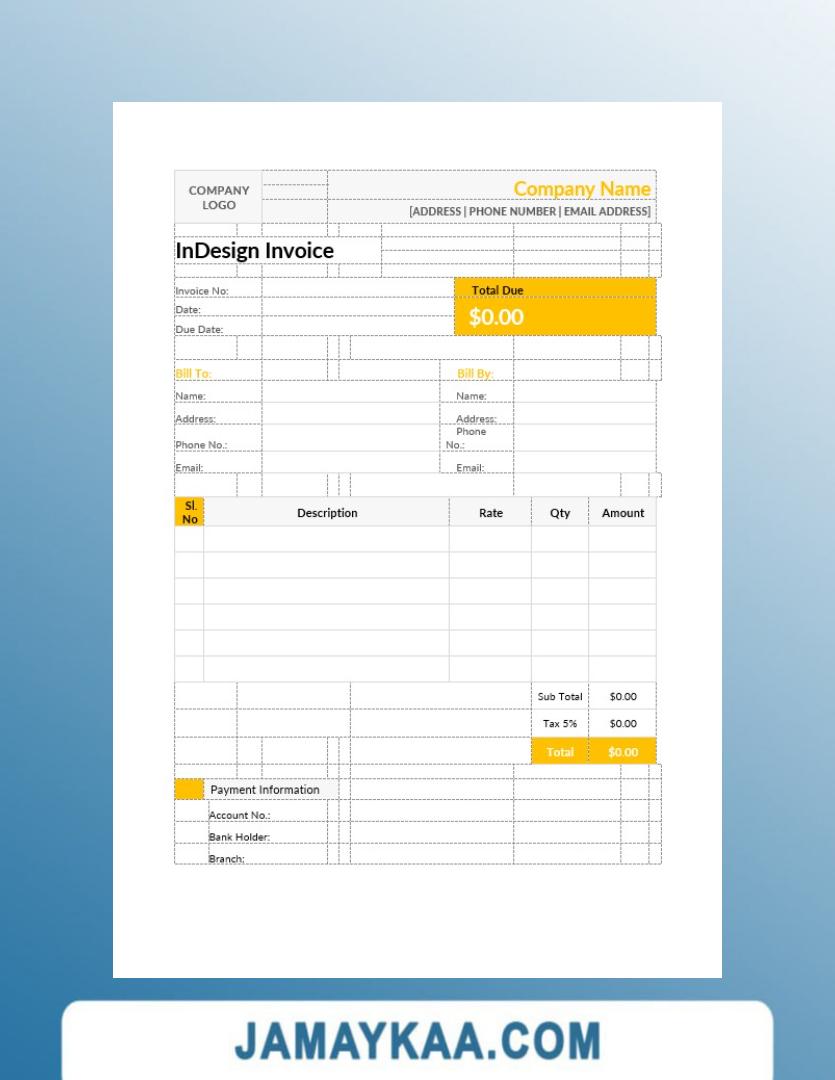 COMPANY
LOGO
Company Name
[ADDRESS | PHONE NUMBER | EMAIL ADDRESS]
InDesign Invoice
Invoice No:
Total Due
Date:
$0.00
Due Date:
Bill To:
Bill By:
Name:
Name:
Address:
Address:
Phone No.:
Phone
No.:
Email:
Email:
Sl.
No
Description
Rate
Qty
Amount
Sub Total
$0.00
Tax 5%
$0.00
Total
$0.00
Payment Information
Account No.:
Bank Holder:
Branch:
JAMAYKAA.COM